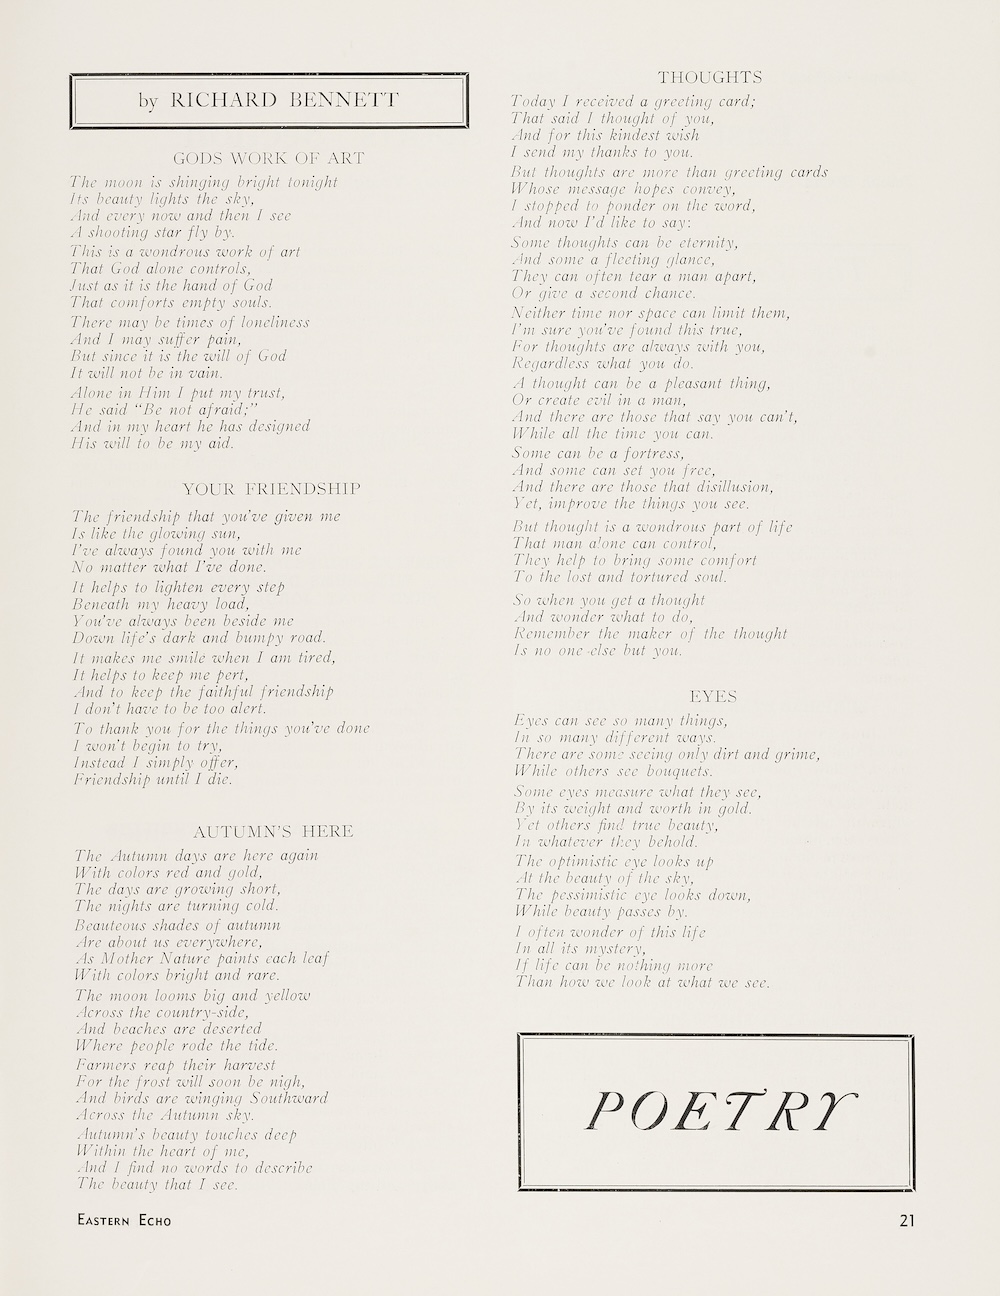 by RICHARD BENNETT
GODS WORK OF ART
The moon is shinging bright tonight
Its beauty lights the sky,
And every now and then I see
A shooting star fly by.
This is a wondrous work of art
That God alone controls,
Just as it is the hand of God
That comforts empty souls.
There may be times of loneliness
And I may suffer pain,
But since it is the will of God
It will not be in vain.
Alone in Him I put my trust,
He said “Be not afraid;”
And in my heart he has designed
His will to be my aid.
YOUR FRIENDSHIP
The friendship that you've given me
Is like the glowing sun,
I've always found you with me
No matter what I've done.
It helps to lighten every step
Beneath my heavy load,
You've always been beside me
Down life's dark and bumpy road.
It makes me smile when I am tired,
It helps to keep me pert,
And to keep the faithful friendship
I don't have to be too alert.
To thank you for the things you've done
I won't begin to try,
Instead I simply offer,
Friendship until I die.
AUTUMN'S HERE
The Autumn days are here again
With colors red and gold,
The days are growing short,
The nights are turning cold.
Beauteous shades of autumn
Are about us everywhere,
As Mother Nature paints each leaf
With colors bright and rare.
The moon looms big and yellow
Across the country-side,
And beaches are deserted
Where people rode the tide.
Farmers reap their harvest
For the frost will soon be nigh,
And birds are winging Southward
Across the Autumn sky.
Autumn's beauty touches deep
Within the heart of me,
And I find no words to describe
The beauty that I see.
THOUGHTS
Today I received a greeting card;
That said I thought of you,
And for this kindest wish
I send my thanks to you.
But thoughts are more than greeting cards
Whose message hopes convey,
I stopped to ponder on the word,
And now I'd like to say:
Some thoughts can be eternity,
And some a fleeting glance,
They can often tear a man apart,
Or give a second chance.
Neither time nor space can limit them,
I'm sure you've found this true,
For thoughts are always with you,
Regardless what you do.
A thought can be a pleasant thing,
Or create evil in a man,
And there are those that say you can't,
While all the time you can.
Some can be a fortress,
And some can set you free,
And there are those that disillusion,
Yet, improve the things you see.
But thought is a wondrous part of life
That man alone can control,
They help to bring some comfort
To the lost and tortured soul.
So when you get a thought
And wonder what to do,
Remember the maker of the thought
Is no one else but you.
EYES
Eyes can see so many things,
In so many different ways.
There are some seeing only dirt and grime,
While others see bouquets.
Some eyes measure what they see,
By its weight and worth in gold.
Yet others find true beauty,
In whatever they behold.
The optimistic eye looks up
At the beauty of the sky,
The pessimistic eye looks down,
While beauty passes by.
I often wonder of this life
In all its mystery,
If life can be nothing more
Than how we look at what we see.
POETRY
EASTERN ECHO
21